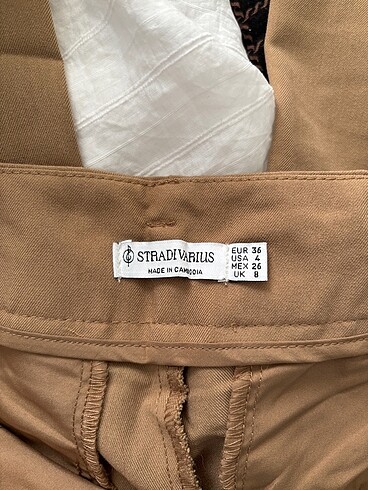 STRADIVARIUS
MADE IN CAMBODIA
EUR 36
USA 4
MEX 26
UK 8